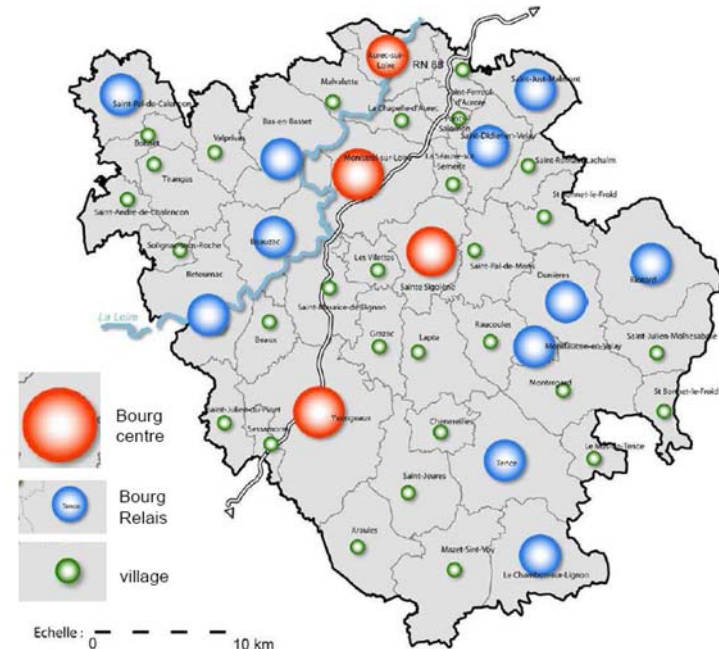 Aurec-sur-
Loire
RN 88
Saint-Pal-de-Calencon
Malvalette
Saint-Ferreol
d'Auroure
Saint-Just-Malmont
La Chapelle-d'Aurec
Bas-en-Basset
Valprivas
Boisset
Tiranges
Saint-Didier-en-Velay
Monistrol-sur-Loire
La Séauve-sur-
Semène
Saint-Romain-Lachalm
Saint-André-de-Chalencon
St Bonnet-le-Froid
Solignac-sous-Roche
Beauzac
Retournac
Les Villettes
Sainte Sigolène
Saint-Pal-de-Mons
Dunières
Riotord
La Loire
Saint-Maurice-de-Lignon
Beaux
Grazac
Lapte
Raucoules
Montfaucon-en-Velay
Saint-Julien-Molhesabate
Montregard
St Bonnet-le-Froid
Saint-Julien-du-Pinet
Yssingeaux
Bessamorel
Chenereilles
Le Mas-de-Tence
Tence
Saint-Jeures
Araules
Mazet-Sint-Voy
Le Chambon-sur-Lignon
Bourg
centre
Tence
Bourg
Relais
village
Echelle :
0
10 km